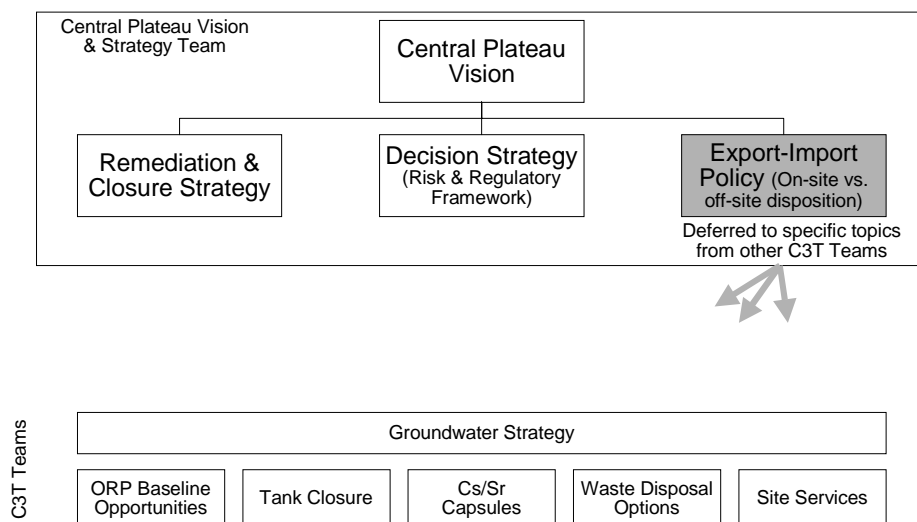 Central Plateau Vision
& Strategy Team
Central Plateau
Vision
Remediation &
Closure Strategy
Decision Strategy
(Risk & Regulatory
Framework)
Export-Import
Policy (On-site vs.
off-site disposition)
Deferred to specific topics
from other C3T Teams
C3T Teams
Groundwater Strategy
ORP Baseline
Opportunities
Tank Closure
Cs/Sr
Capsules
Waste Disposal
Options
Site Services